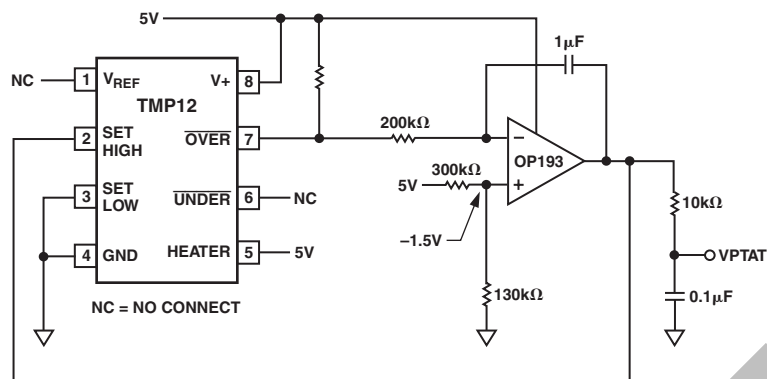 5V
1μF
NC
1
VREF
V+
8
TMP12
2
SET
HIGH
OVER
7
200kΩ
−
OP193
300kΩ
5V
+
3
SET
LOW
UNDER
6
NC
10kΩ
−1.5V
VPTAT
4
GND
HEATER
5
5V
130kΩ
0.1μF
NC = NO CONNECT